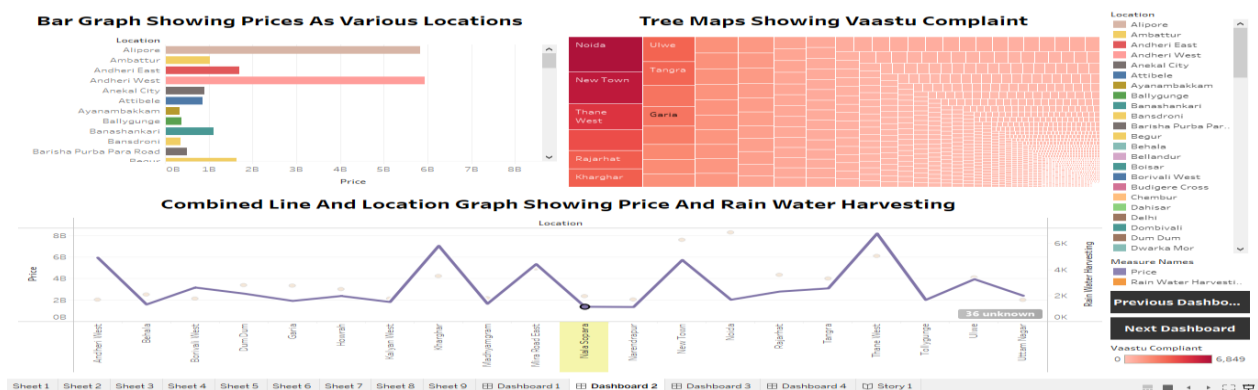 Bar Graph Showing Prices As Various Locations
Location
Alipore
Ambattur
Andheri East
Andheri West
Anekal City
Attibele
Ayanambakkam
Ballygunge
Banashankari
Bansdroni
Barisha Purba Para Road
Begur
0B 1B 2B 3B 4B 5B 6B 7B 8B
Price
Tree Maps Showing Vaastu Complaint
Noida
New Town
Thane
West
Rajarhat
Kharghar
Ulwe
Tangra
Garia
Location
Alipore
Ambattur
Andheri East
Andheri West
Anekal City
Attibele
Ayanambakkam
Ballygunge
Banashankari
Bansdroni
Barisha Purba Par..
Begur
Behala
Bellandur
Boisar
Borivali West
Budigere Cross
Chembur
Dahisar
Delhi
Dombivali
Dum Dum
Dwarka Mor
Measure Names
Price
Rain Water Harvesti..
Previous Dashbo...
Next Dashboard
Vaastu Compliant
0 6,849
Combined Line And Location Graph Showing Price And Rain Water Harvesting
Location
Price
8B
6B
4B
2B
0B
Rain Water Harvesting
6K
4K
2K
0K
36 unknown
Andheri West
Behala
Borivali West
Dum Dum
Garia
Howrah
Kalyan West
Kharghar
Madhyamgram
Mira Road East
Nala Sopara
Narendrapur
New Town
Noida
Rajarhat
Tangra
Thane West
Tollygunge
Ulwe
Uttam Nagar
Sheet 1 Sheet 2 Sheet 3 Sheet 4 Sheet 5 Sheet 6 Sheet 7 Sheet 8 Sheet 9 Dashboard 1 Dashboard 2 Dashboard 3 Dashboard 4 Story 1